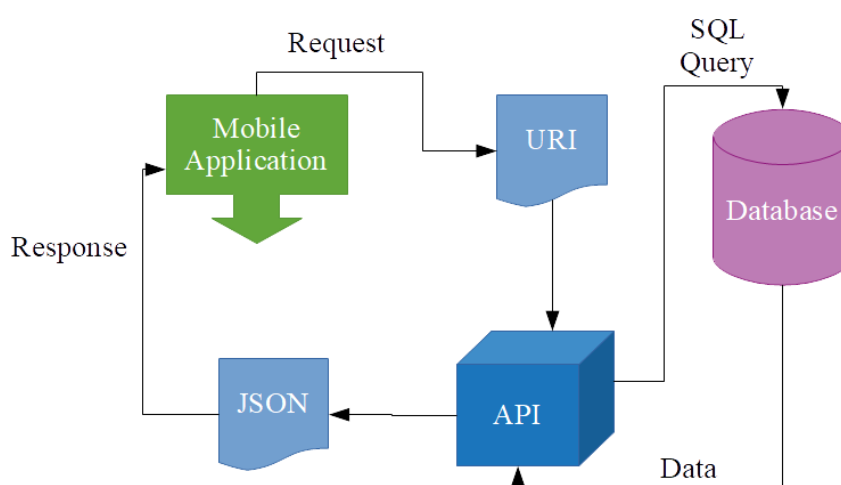 Request
SQL
Query
Mobile
Application
URI
Database
Response
JSON
API
Data